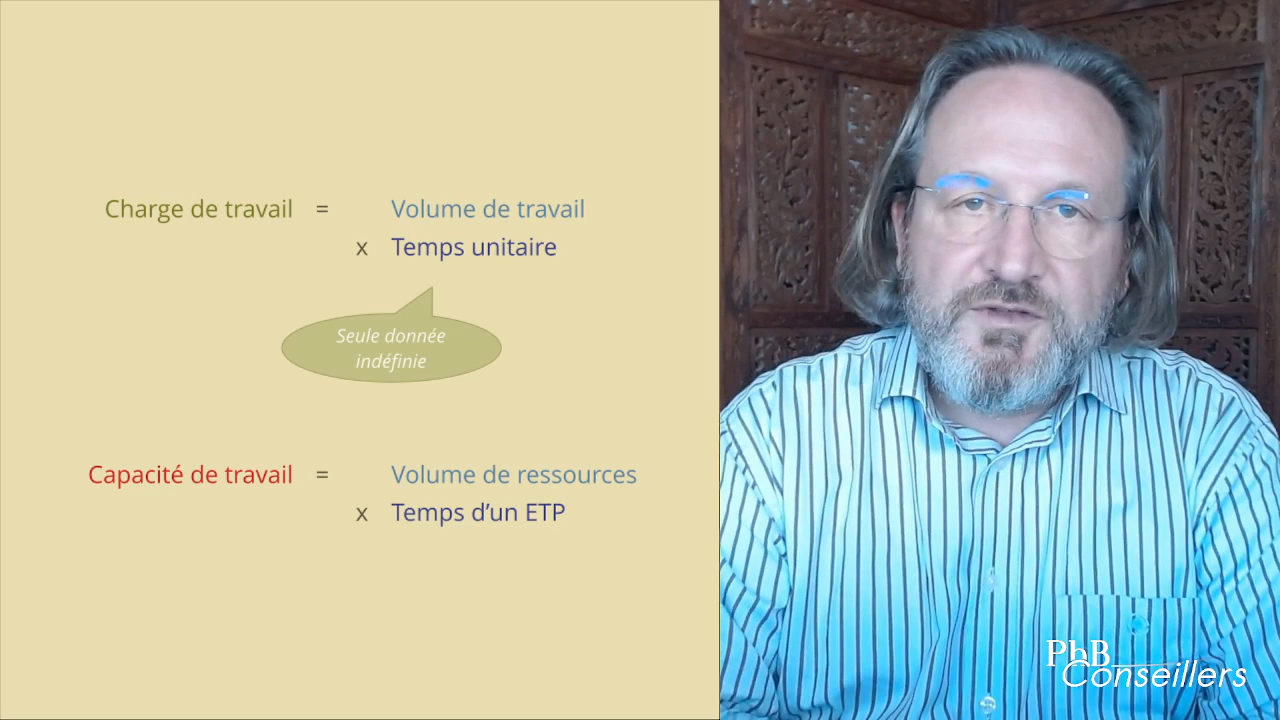 Charge de travail = Volume de travail
x Temps unitaire
Seule donnée
indéfinie
Capacité de travail = Volume de ressources
x Temps d’un ETP
PhB
Conseillers